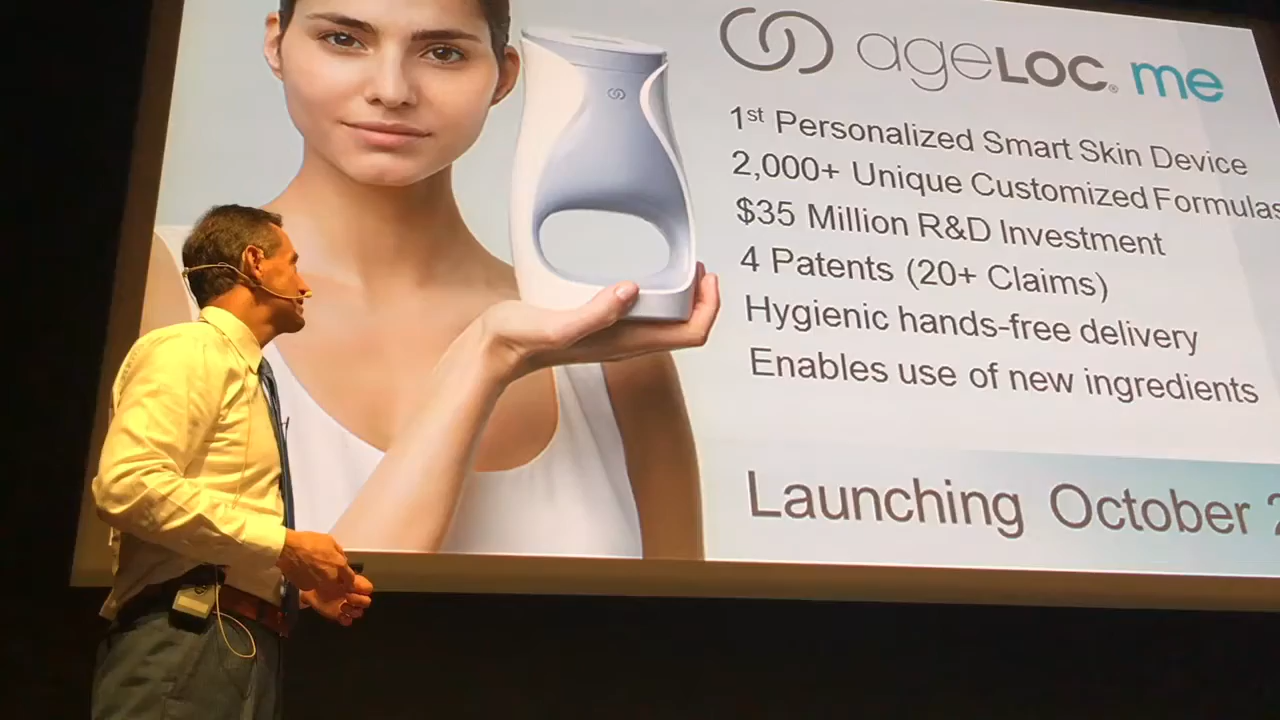 ageLOC® me
1st Personalized Smart Skin Device
2,000+ Unique Customized Formulas
$35 Million R&D Investment
4 Patents (20+ Claims)
Hygienic hands-free delivery
Enables use of new ingredients
Launching October